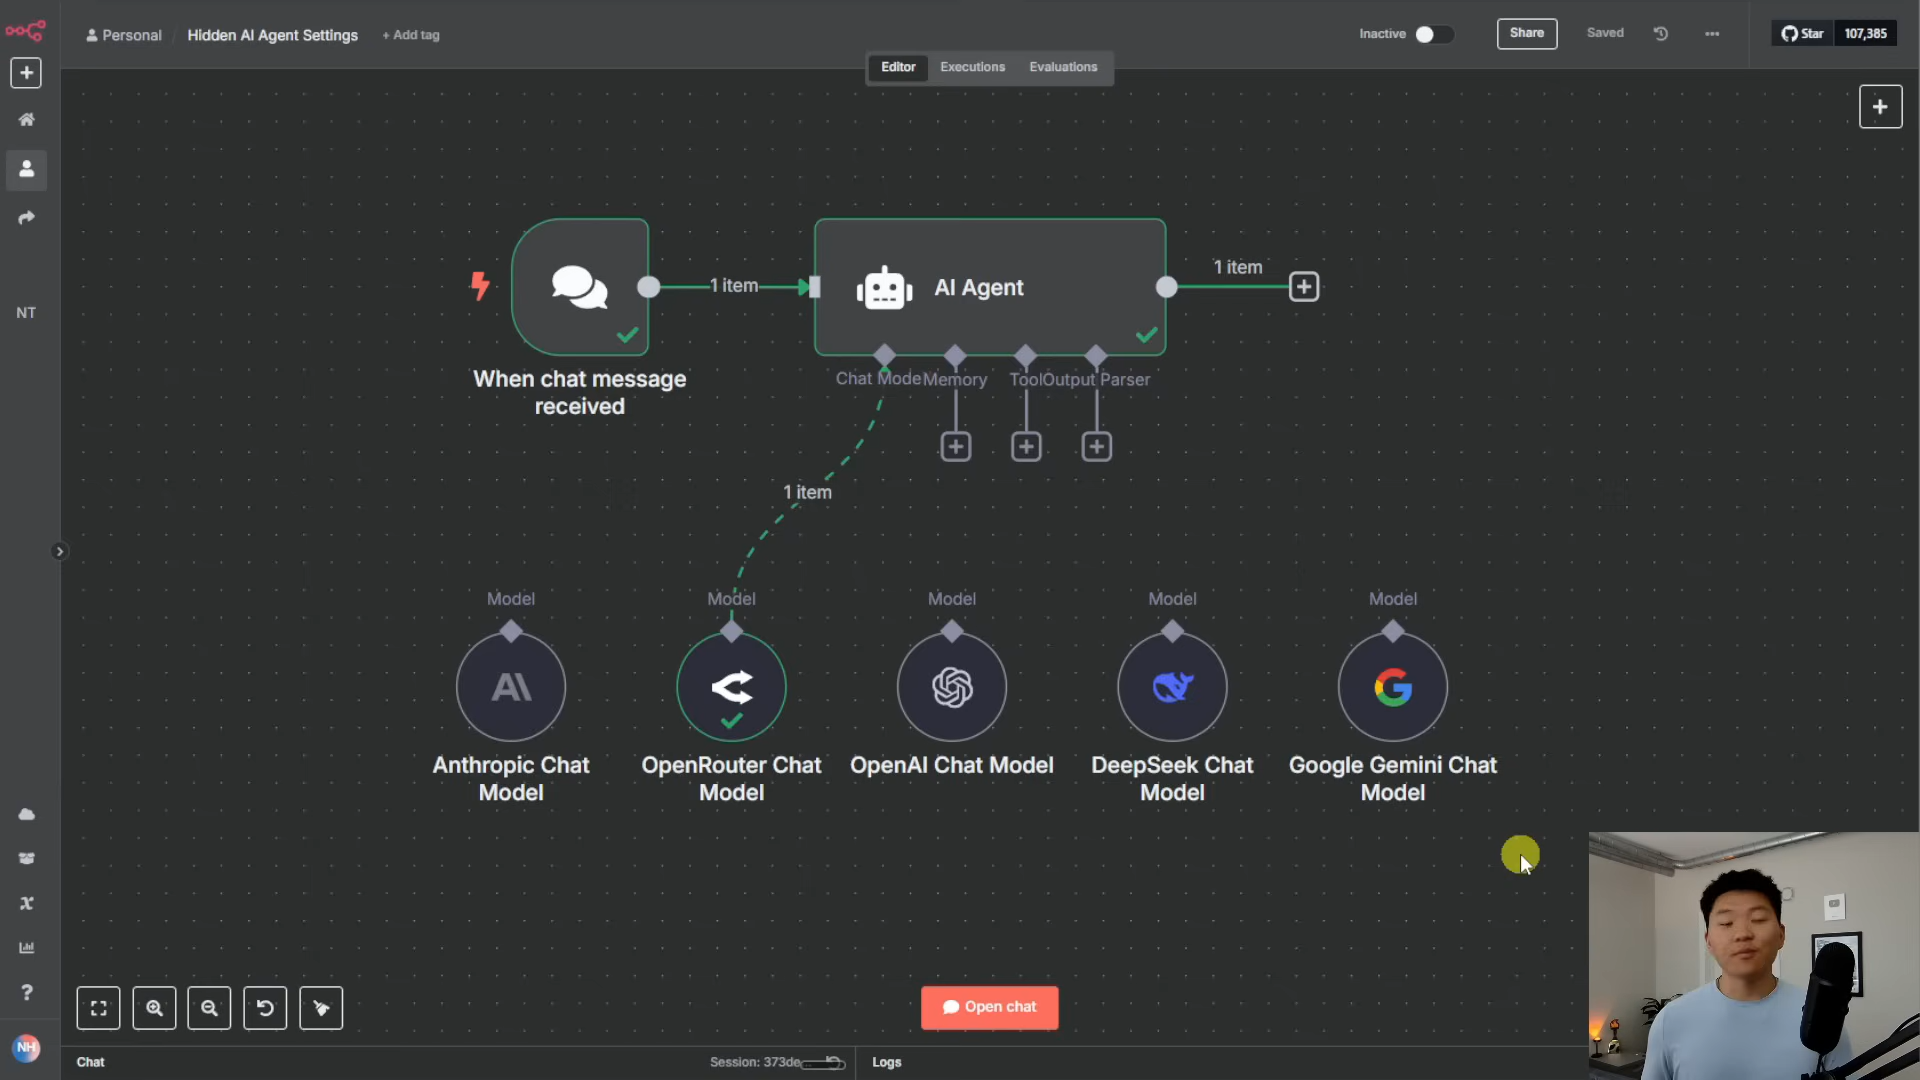 Personal / Hidden AI Agent Settings + Add tag
Inactive
Share
Saved
Star 107,385
Editor Executions Evaluations
NT
1 item
AI Agent
1 item
When chat message
received
Chat Mode
Memory
Tool
Output Parser
1 item
Model
Model
Model
Model
Model
Anthropic Chat
Model
OpenRouter Chat
Model
OpenAI Chat Model
DeepSeek Chat
Model
Google Gemini Chat
Model
Open chat
NH
Chat
Session: 373de...
Logs